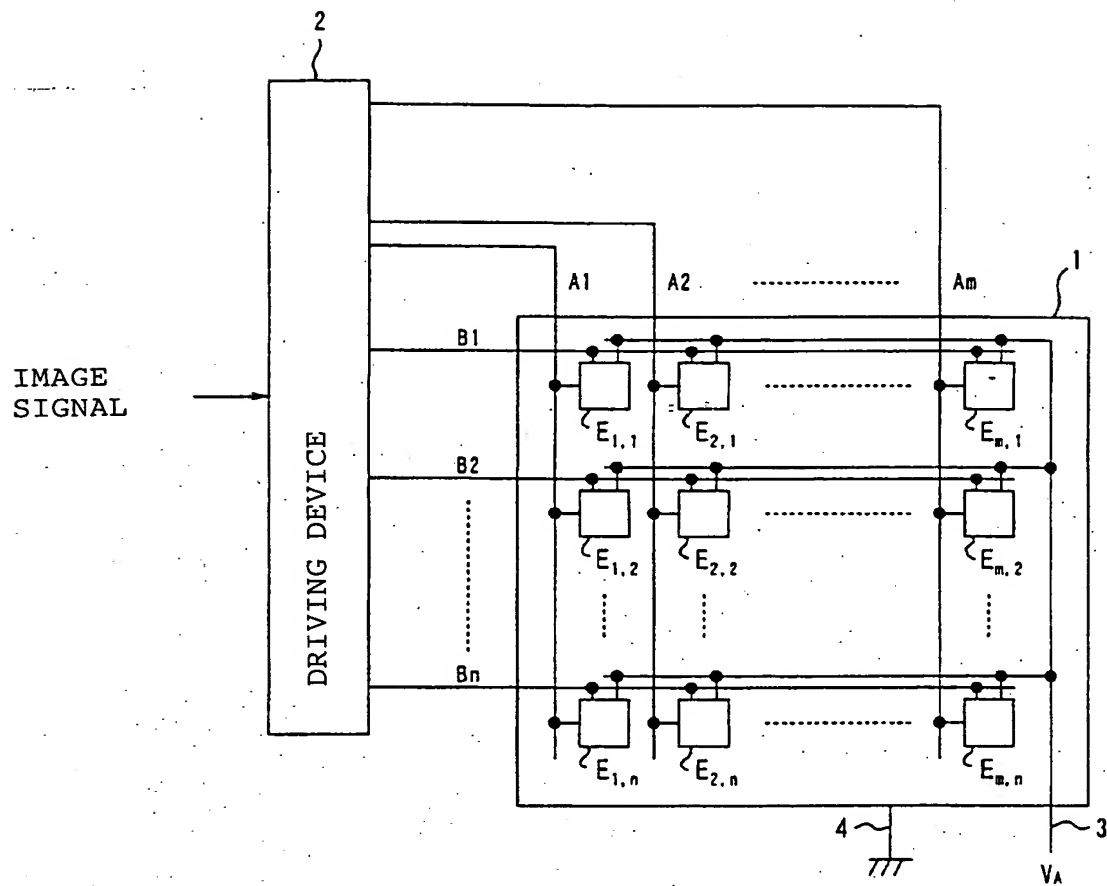 2
1
A1 A2 Am
B1
IMAGE
SIGNAL
E1,1 E2,1 Em,1
B2
DRIVING DEVICE
E1,2 E2,2 Em,2
Bn
E1,n E2,n Em,n
4 3
VA